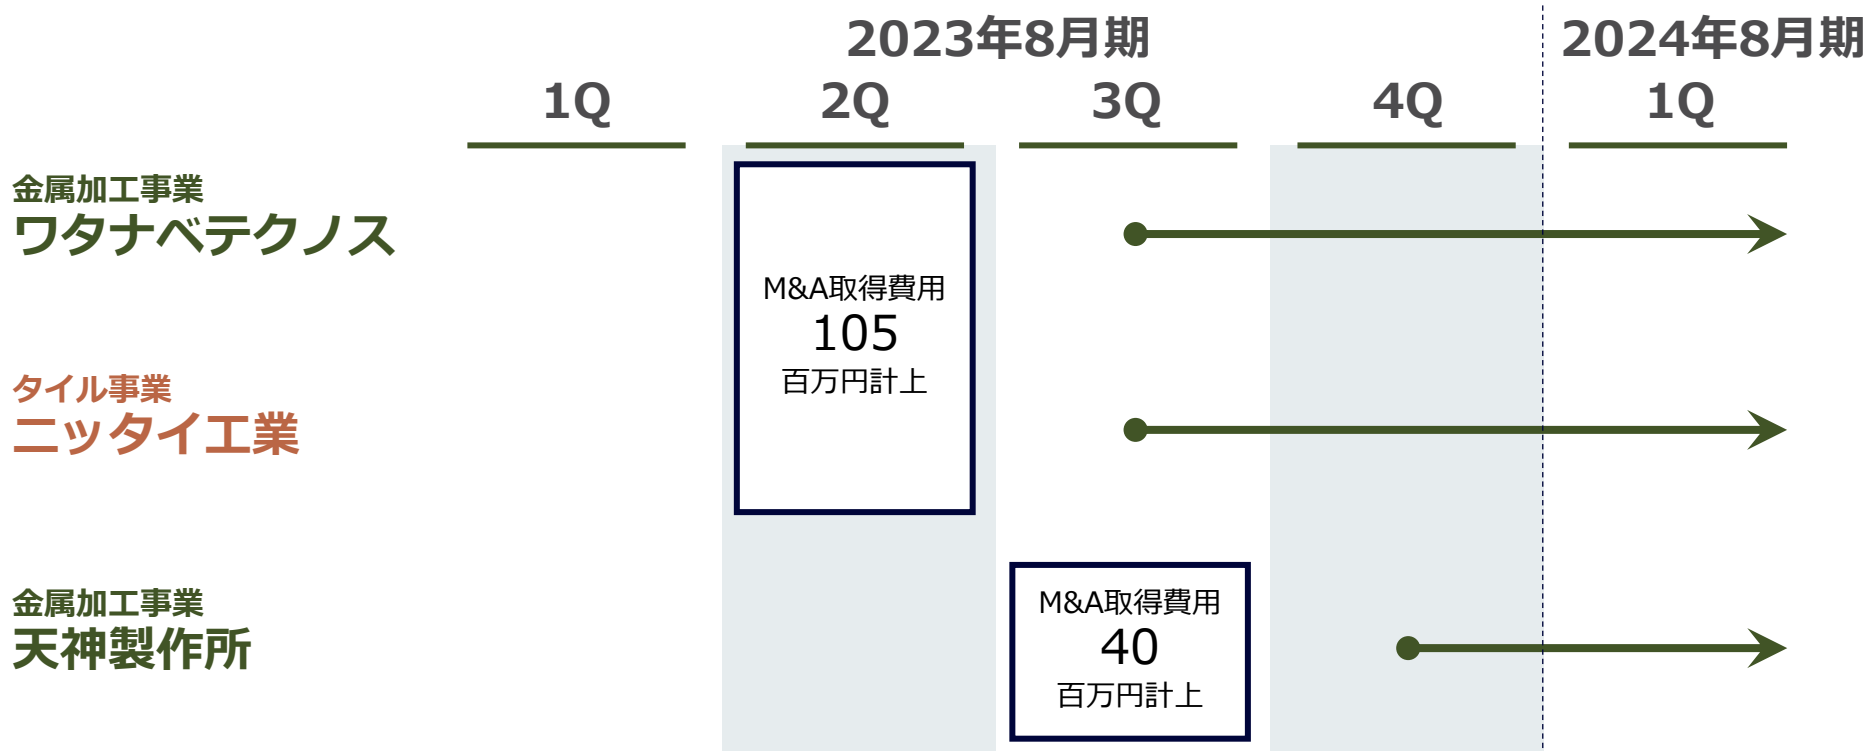 2023年8月期
2024年8月期
1Q
2Q
3Q
4Q
1Q
金属加工事業
ワタナベテクノス
M&A取得費用
105
百万円計上
タイル事業
ニッタイ工業
金属加工事業
天神製作所
M&A取得費用
40
百万円計上